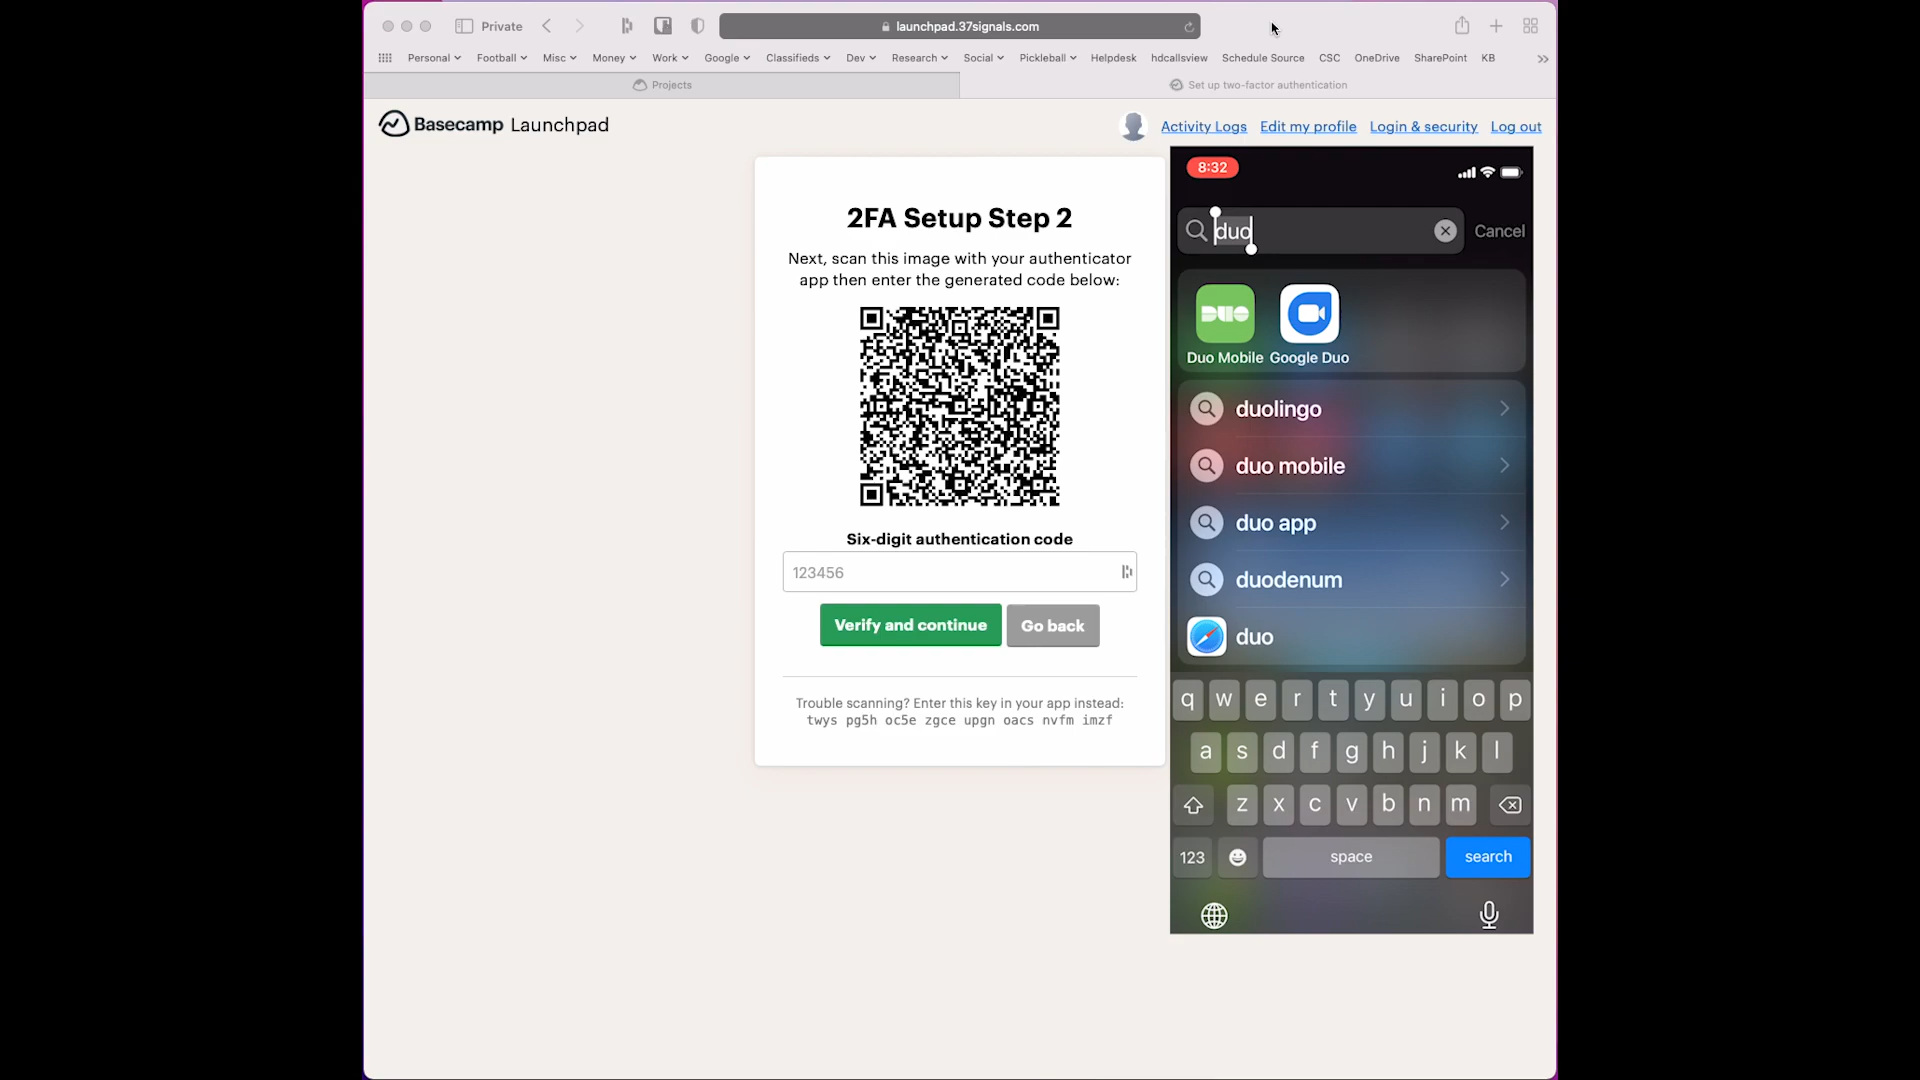 Private
launchpad.37signals.com
Personal Football Misc Money Work Google Classifieds Dev Research Social Pickleball Helpdesk hdcallsview Schedule Source CSC OneDrive SharePoint KB
Projects
Set up two-factor authentication
Basecamp Launchpad
Activity Logs Edit my profile Login & security Log out
2FA Setup Step 2
Next, scan this image with your authenticator
app then enter the generated code below:
Six-digit authentication code
123456
Verify and continue
Go back
Trouble scanning? Enter this key in your app instead:
twys pg5h oc5e zgce upgn oacs nvfm imzf
8:32
duo
Cancel
DUO
Duo Mobile Google Duo
duolingo
duo mobile
duo app
duodenum
duo
q w e r t y u i o p
a s d f g h j k l
z x c v b n m
123 space search